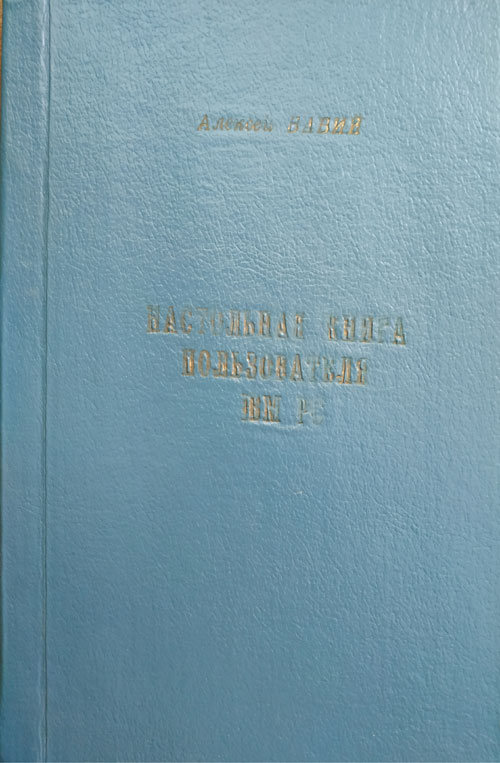 Алексей БАБИЙ
НАСТОЛЬНАЯ КНИГА
ПОЛЬЗОВАТЕЛЯ
IBM PC